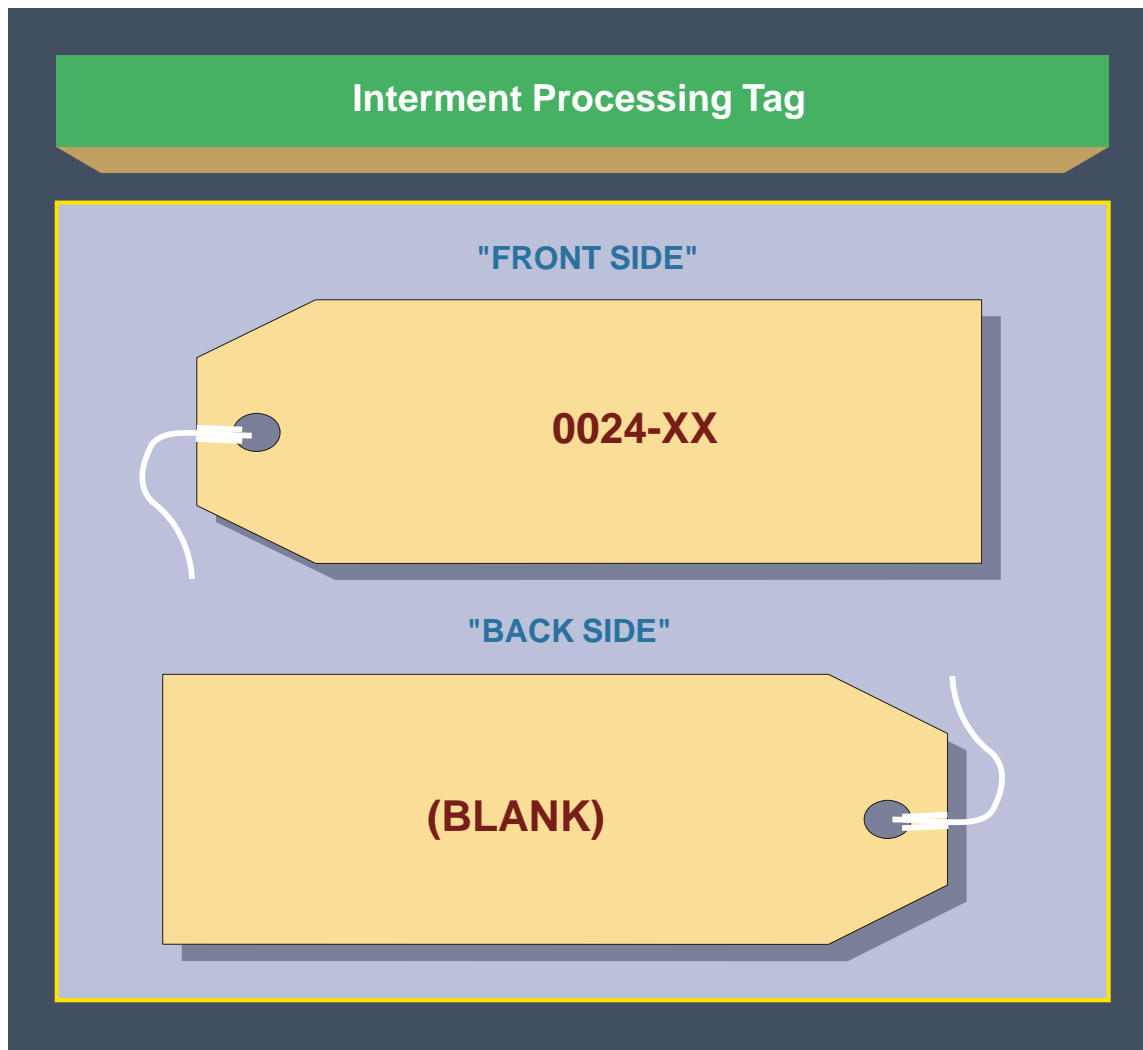 Interment Processing Tag
"FRONT SIDE"
0024-XX
"BACK SIDE"
(BLANK)